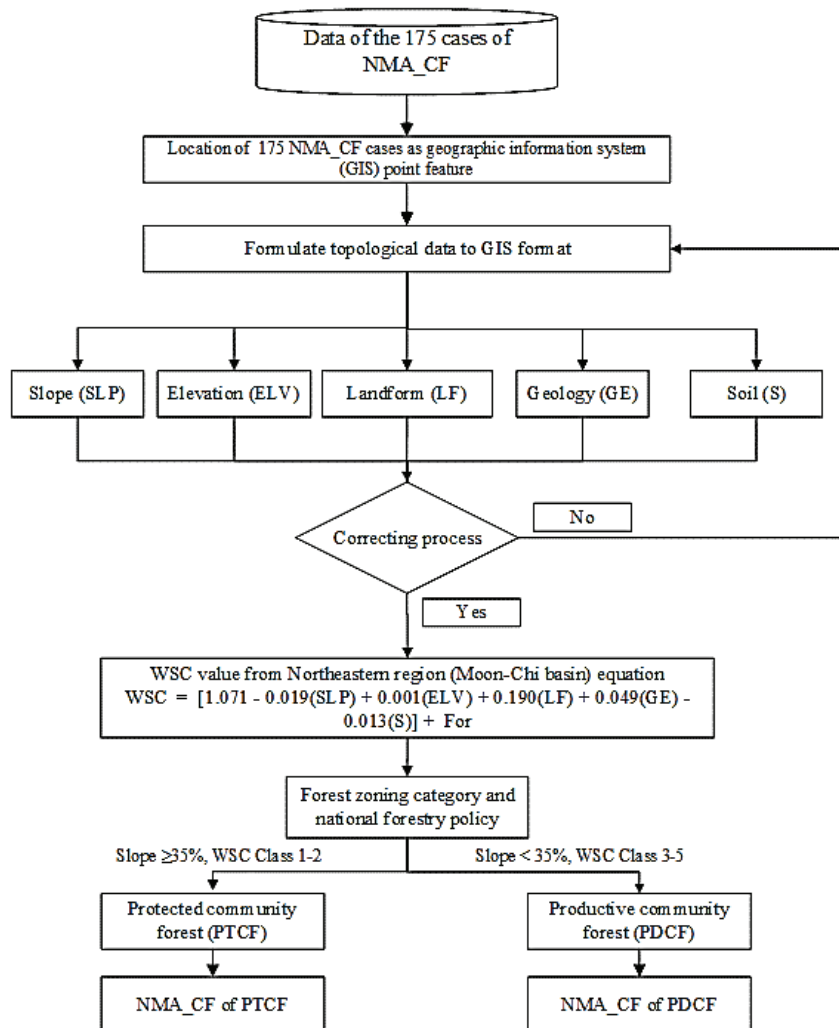 Data of the 175 cases of
NMA_CF
Location of 175 NMA_CF cases as geographic information system
(GIS) point feature
Formulate topological data to GIS format
Slope (SLP)
Elevation (ELV)
Landform (LF)
Geology (GE)
Soil (S)
Correcting process
No
Yes
WSC value from Northeastern region (Moon-Chi basin) equation
WSC = [1.071 - 0.019(SLP) + 0.001(ELV) + 0.190(LF) + 0.049(GE) -
0.013(S)] + For
Forest zoning category and
national forestry policy
Slope ≥35%, WSC Class 1-2
Slope < 35%, WSC Class 3-5
Protected community
forest (PTCF)
Productive community
forest (PDCF)
NMA_CF of PTCF
NMA_CF of PDCF